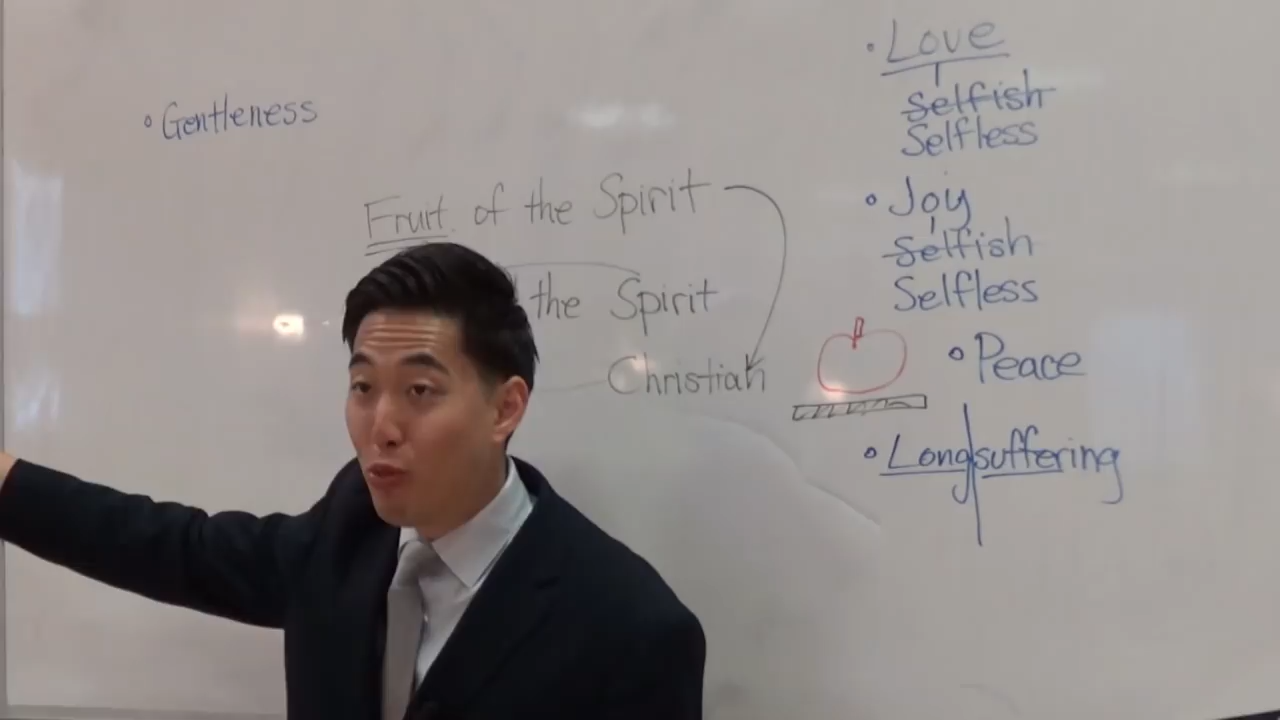 Gentleness
Fruit of the Spirit
the Spirit
Christian
Love
Selfish
Selfless
Joy
Selfish
Selfless
Peace
Longsuffering